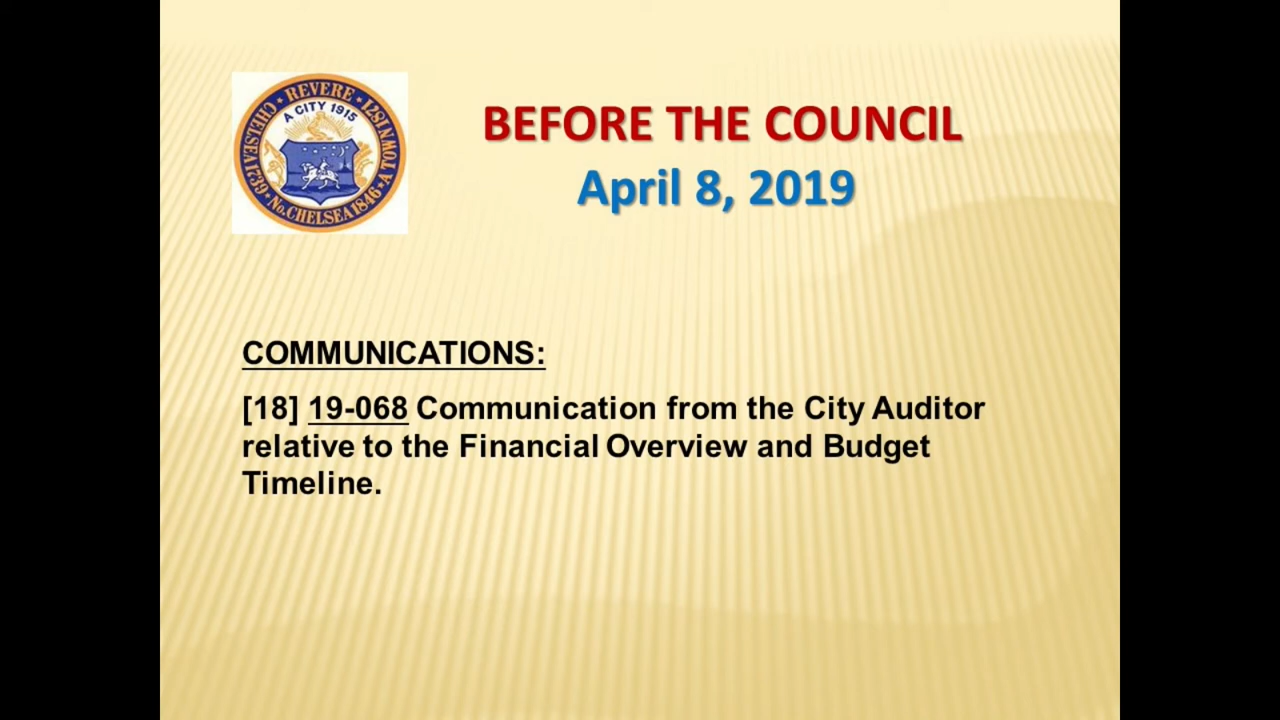 REVERE
A CITY 1915
CHELSEA 1739
A TOWN 1871
No. CHELSEA 1846
BEFORE THE COUNCIL
April 8, 2019
COMMUNICATIONS:
[18] 19-068 Communication from the City Auditor
relative to the Financial Overview and Budget
Timeline.